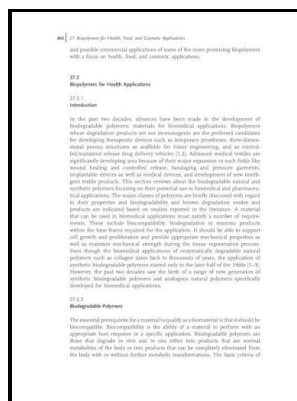 802 | 27 Biopolymers for Health, Food, and Cosmetic Applications
and possible commercial applications of some of the more promising biopolymers
with a focus on health, food, and cosmetic applications.
27.2
Biopolymers for Health Applications
27.2.1
Introduction
In the past two decades, advances have been made in the development of
biodegradable polymeric materials for biomedical applications. Biopolymers
whose degradation products are not immunogenic are the preferred candidates
for developing therapeutic devices such as temporary prostheses, three-dimen-
sional porous structures as scaffolds for tissue engineering, and as control-
led/sustained release drug delivery vehicles [1,2]. Advanced medical textiles are
significantly developing area because of their major expansion in such fields like
wound healing and controlled release, bandaging and pressure garments,
implantable devices as well as medical devices, and development of new intelli-
gent textile products. This section reviews about the biodegradable natural and
synthetic polymers focusing on their potential use in biomedical and pharmaceu-
tical applications. The major classes of polymers are briefly discussed with regard
to their properties and biodegradability and known degradation modes and
products are indicated based on studies reported in the literature. A material
that can be used in biomedical applications must satisfy a number of require-
ments. These include biocompatibility, biodegradation to nontoxic products
within the time frame required for the application. It should be able to support
cell growth and proliferation and provide appropriate mechanical properties as
well as maintain mechanical strength during the tissue regeneration process.
Even though the biomedical applications of enzymatically degradable natural
polymers such as collagen dates back to thousands of years, the application of
synthetic biodegradable polymers started only in the later half of the 1960s [3–8].
However, the past two decades saw the birth of a range of new generation of
synthetic biodegradable polymers and analogous natural polymers specifically
developed for biomedical applications.
27.2.2
Biodegradable Polymers
The essential prerequisite for a material to qualify as a biomaterial is that it should be
biocompatible. Biocompatibility is the ability of a material to perform with an
appropriate host response in a specific application. Biodegradable polymers are
those that degrade in vitro and in vivo either into products that are normal
metabolites of the body or into products that can be completely eliminated from
the body with or without further metabolic transformations. The basic criteria of